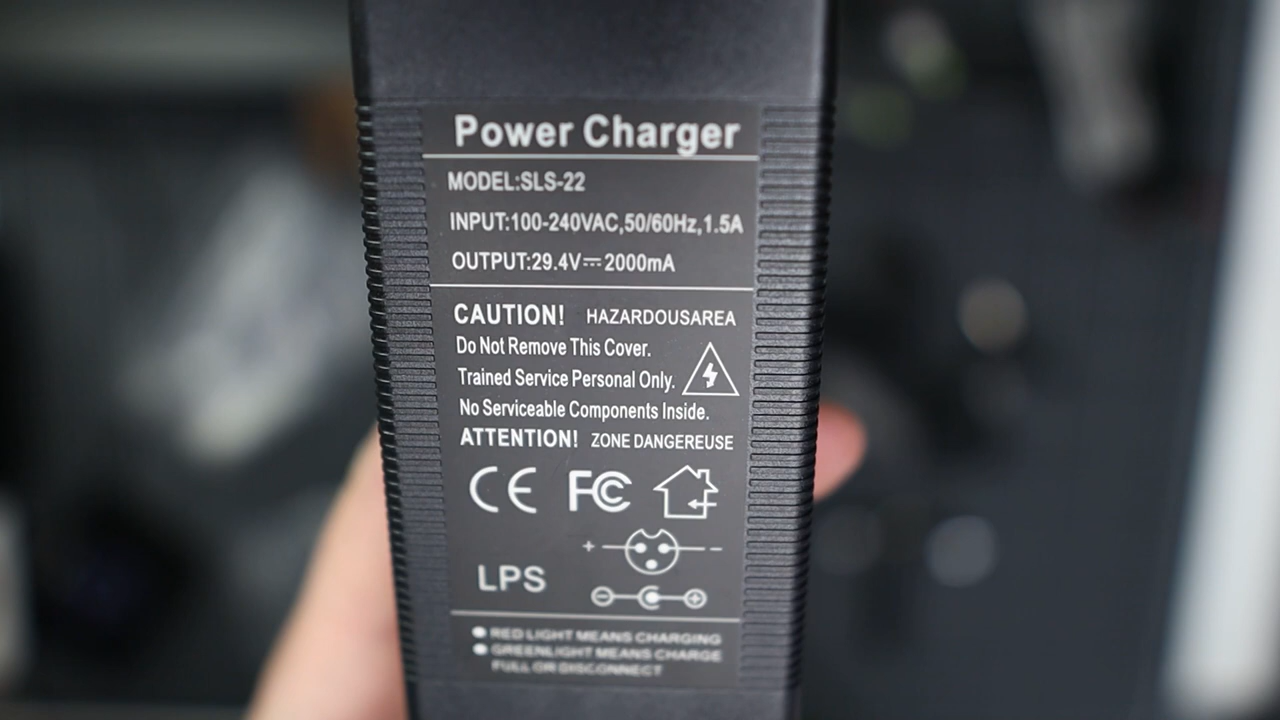 Power Charger
MODEL:SLS-22
INPUT:100-240VAC,50/60Hz,1.5A
OUTPUT:29.4V⎓2000mA
CAUTION! HAZARDOUSAREA
Do Not Remove This Cover.
Trained Service Personal Only.
No Serviceable Components Inside.
ATTENTION! ZONE DANGEREUSE
CE FC
+ −
LPS
− +
RED LIGHT MEANS CHARGING
GREENLIGHT MEANS CHARGE
FULL OR DISCONNECT